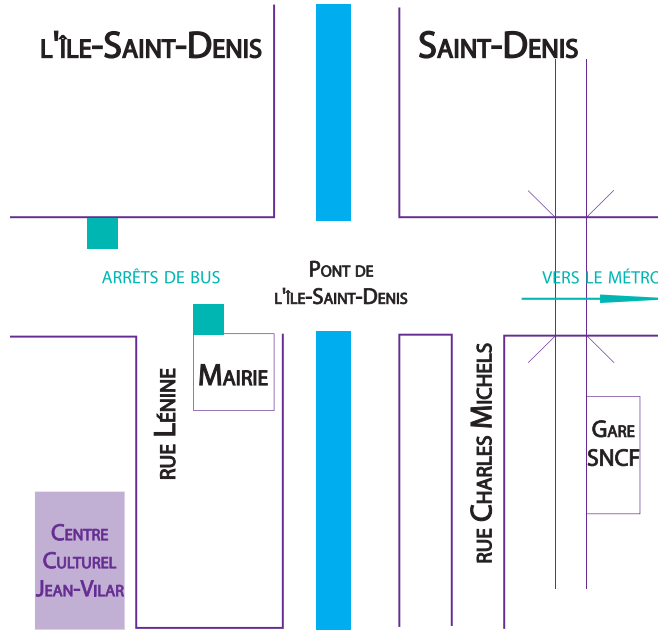 L'île-Saint-Denis
Saint-Denis
arrêts de bus
Pont de
l'île-Saint-Denis
vers le métro
rue Lénine
Mairie
rue Charles Michels
Gare
SNCF
Centre
Culturel
Jean-Vilar